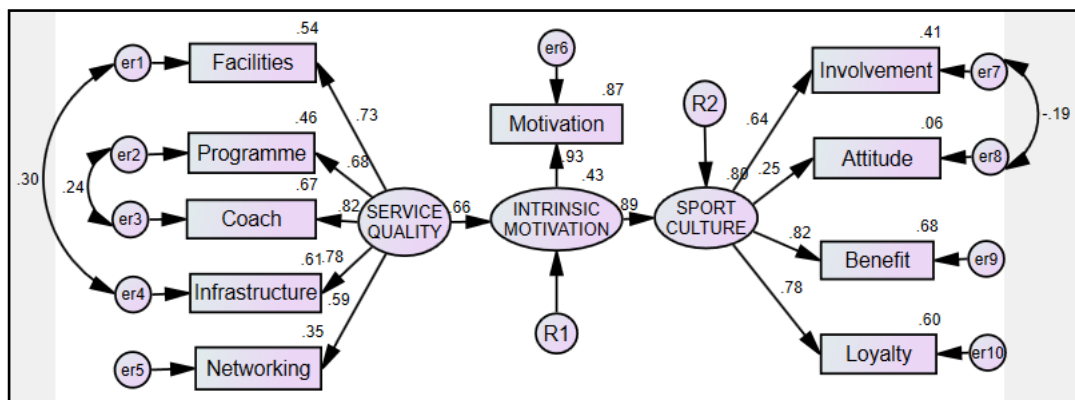 .54
er1
Facilities
.73
.46
er2
Programme
.68
.30
.24
.67
er3
Coach
.82
SERVICE
QUALITY
.66
.61
.78
er4
Infrastructure
.59
.35
er5
Networking
er6
.87
Motivation
.93
.43
INTRINSIC
MOTIVATION
.89
R1
R2
.80
SPORT
CULTURE
.41
Involvement
er7
.64
-.19
.06
Attitude
er8
.25
.68
Benefit
er9
.82
.60
Loyalty
er10
.78